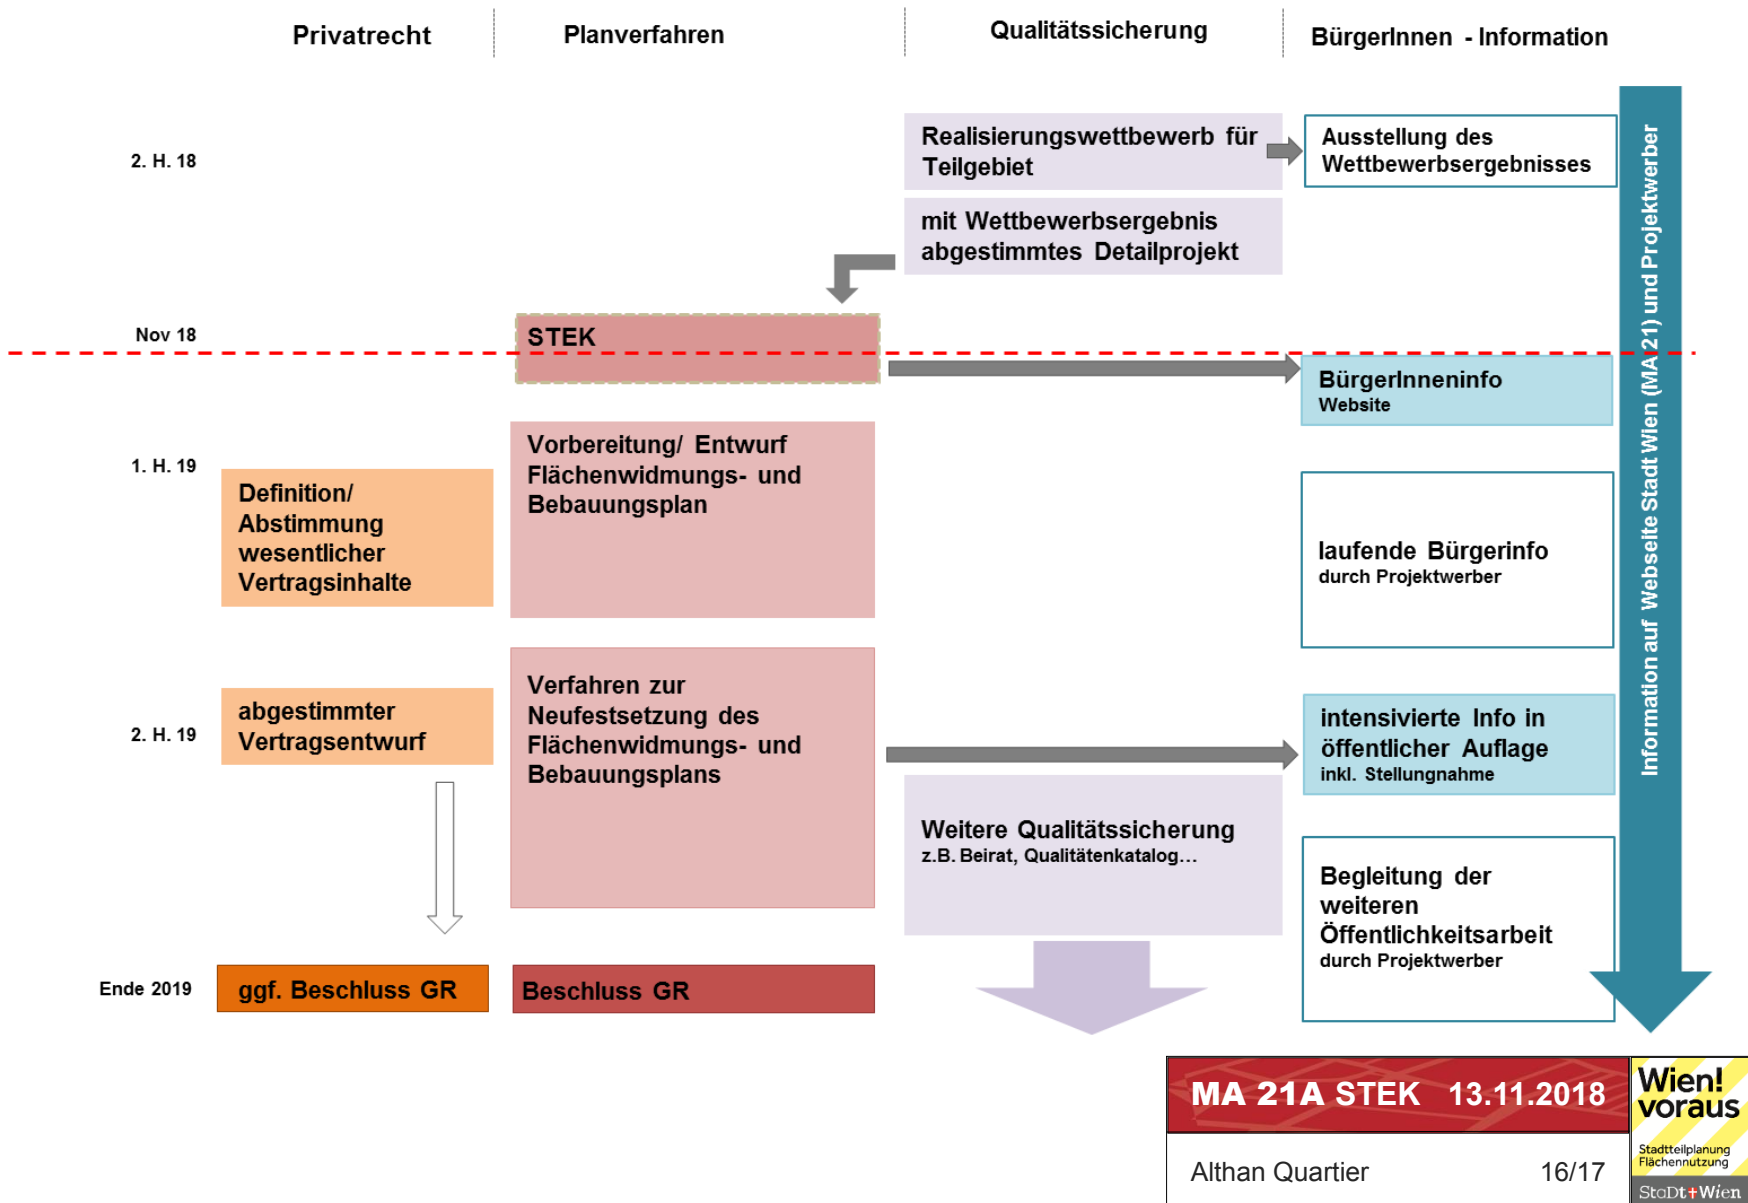 Privatrecht
Planverfahren
Qualitätssicherung
BürgerInnen - Information
2. H. 18
Realisierungswettbewerb für
Teilgebiet
Ausstellung des
Wettbewerbsergebnisses
mit Wettbewerbsergebnis
abgestimmtes Detailprojekt
Nov 18
STEK
BürgerInneninfo
Website
1. H. 19
Definition/
Abstimmung
wesentlicher
Vertragsinhalte
Vorbereitung/ Entwurf
Flächenwidmungs- und
Bebauungsplan
laufende Bürgerinfo
durch Projektwerber
2. H. 19
abgestimmter
Vertragsentwurf
Verfahren zur
Neufestsetzung des
Flächenwidmungs- und
Bebauungsplans
intensivierte Info in
öffentlicher Auflage
inkl. Stellungnahme
Weitere Qualitätssicherung
z.B. Beirat, Qualitätenkatalog…
Begleitung der
weiteren
Öffentlichkeitsarbeit
durch Projektwerber
Ende 2019
ggf. Beschluss GR
Beschluss GR
Information auf Webseite Stadt Wien (MA 21) und Projektwerber
MA 21A STEK 13.11.2018
Althan Quartier 16/17
Wien!
voraus
Stadtteilplanung
Flächennutzung
StaDt Wien